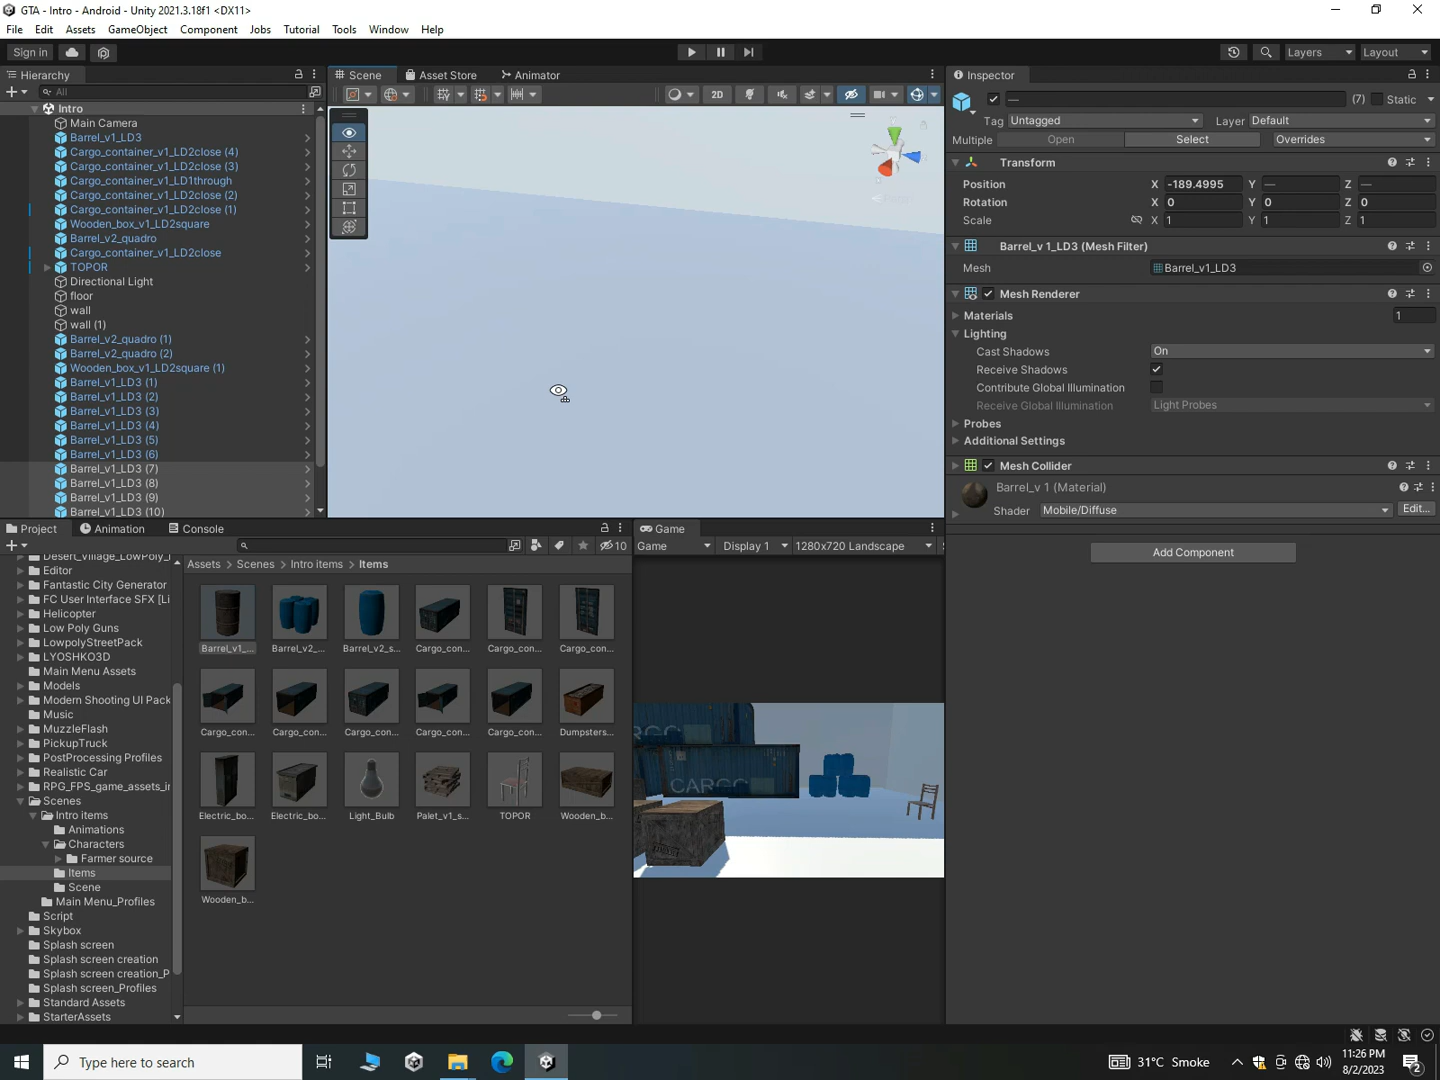 GTA - Intro - Android - Unity 2021.3.18f1 <DX11>
File Edit Assets GameObject Component Jobs Tutorial Tools Window Help
Sign in
Layers Layout
Hierarchy
Scene Asset Store Animator
Inspector
All
2D
Intro
Main Camera
Barrel_v1_LD3
Cargo_container_v1_LD2close (4)
Cargo_container_v1_LD2close (3)
Cargo_container_v1_LD1through
Cargo_container_v1_LD2close (2)
Cargo_container_v1_LD2close (1)
Wooden_box_v1_LD2square
Barrel_v2_quadro
Cargo_container_v1_LD2close
TOPOR
Directional Light
floor
wall
wall (1)
Barrel_v2_quadro (1)
Barrel_v2_quadro (2)
Wooden_box_v1_LD2square (1)
Barrel_v1_LD3 (1)
Barrel_v1_LD3 (2)
Barrel_v1_LD3 (3)
Barrel_v1_LD3 (4)
Barrel_v1_LD3 (5)
Barrel_v1_LD3 (6)
Barrel_v1_LD3 (7)
Barrel_v1_LD3 (8)
Barrel_v1_LD3 (9)
Barrel_v1_LD3 (10)
— (7) Static
Tag Untagged Layer Default
Multiple Open Select Overrides
Transform
Position X -189.4995 Y — Z —
Rotation X 0 Y 0 Z 0
Scale X 1 Y 1 Z 1
Barrel_v 1_LD3 (Mesh Filter)
Mesh Barrel_v1_LD3
Mesh Renderer
Materials 1
Lighting
Cast Shadows On
Receive Shadows
Contribute Global Illumination
Receive Global Illumination Light Probes
Probes
Additional Settings
Mesh Collider
Barrel_v 1 (Material)
Shader Mobile/Diffuse Edit...
Add Component
Project Animation Console
10
Game
Game Display 1 1280x720 Landscape
Assets > Scenes > Intro items > Items
Desert_Village_LowPoly_
Editor
Fantastic City Generator
FC User Interface SFX [Li
Helicopter
Low Poly Guns
LowpolyStreetPack
LYOSHKO3D
Main Menu Assets
Models
Modern Shooting UI Pack
Music
MuzzleFlash
PickupTruck
PostProcessing Profiles
Realistic Car
RPG_FPS_game_assets_i
Scenes
Intro items
Animations
Characters
Farmer source
Items
Scene
Main Menu_Profiles
Script
Skybox
Splash screen
Splash screen creation
Splash screen creation_P
Splash screen_Profiles
Standard Assets
StarterAssets
Barrel_v1_... Barrel_v2_... Barrel_v2_s... Cargo_con... Cargo_con... Cargo_con...
Cargo_con... Cargo_con... Cargo_con... Cargo_con... Cargo_con... Dumpsters...
Electric_bo... Electric_bo... Light_Bulb Palet_v1_s... TOPOR Wooden_b...
Wooden_b...
CARGO
Type here to search
31°C Smoke
11:26 PM
8/2/2023
2